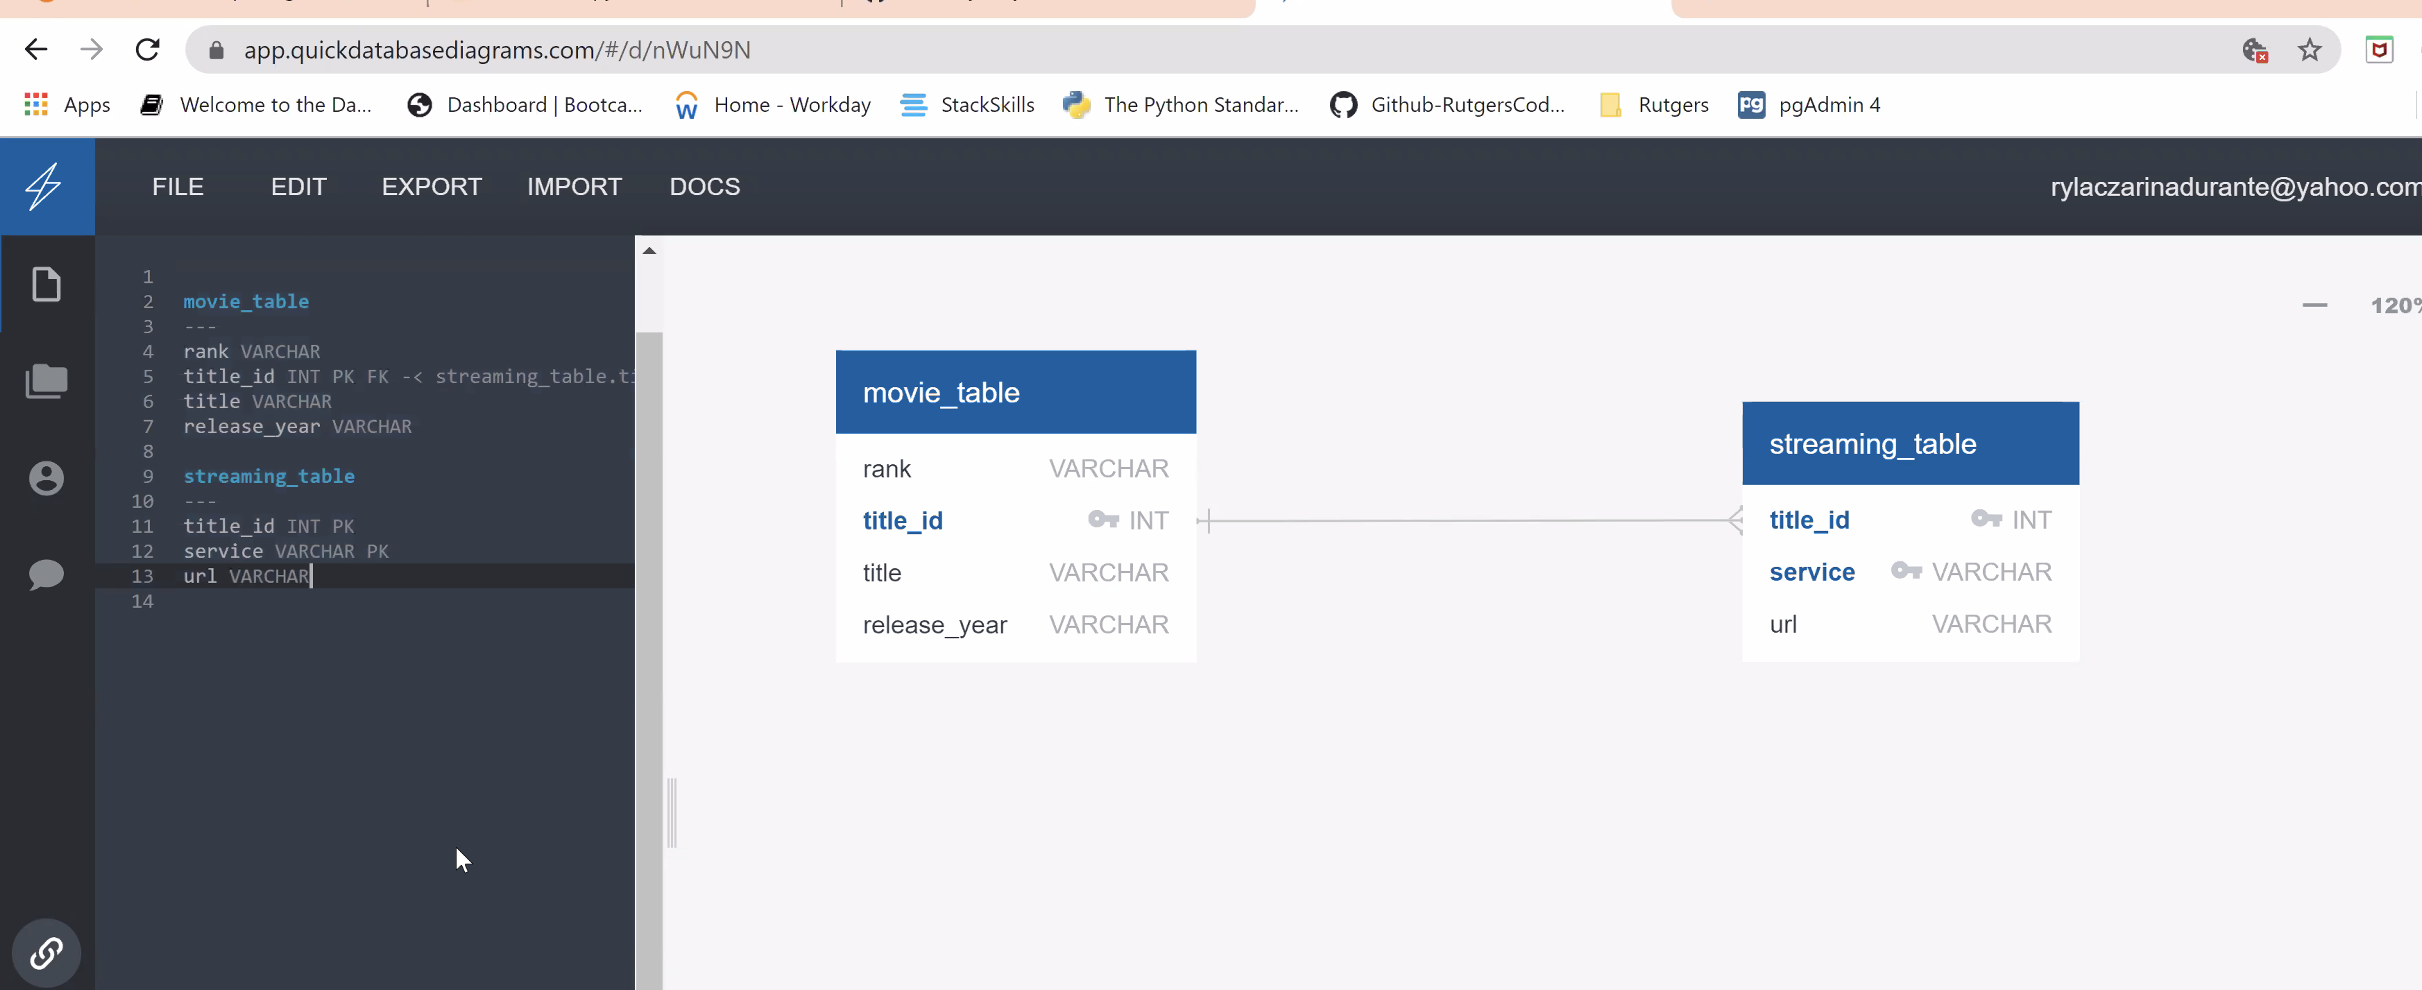 app.quickdatabasediagrams.com/#/d/nWuN9N
Apps Welcome to the Da... Dashboard | Bootca... Home - Workday StackSkills The Python Standar... Github-RutgersCod... Rutgers pgAdmin 4
FILE EDIT EXPORT IMPORT DOCS rylaczarinadurante@yahoo.com
120%
1
2 movie_table
3 ---
4 rank VARCHAR
5 title_id INT PK FK -< streaming_table.ti
6 title VARCHAR
7 release_year VARCHAR
8
9 streaming_table
10 ---
11 title_id INT PK
12 service VARCHAR PK
13 url VARCHAR
14
movie_table
rank VARCHAR
title_id INT
title VARCHAR
release_year VARCHAR
streaming_table
title_id INT
service VARCHAR
url VARCHAR